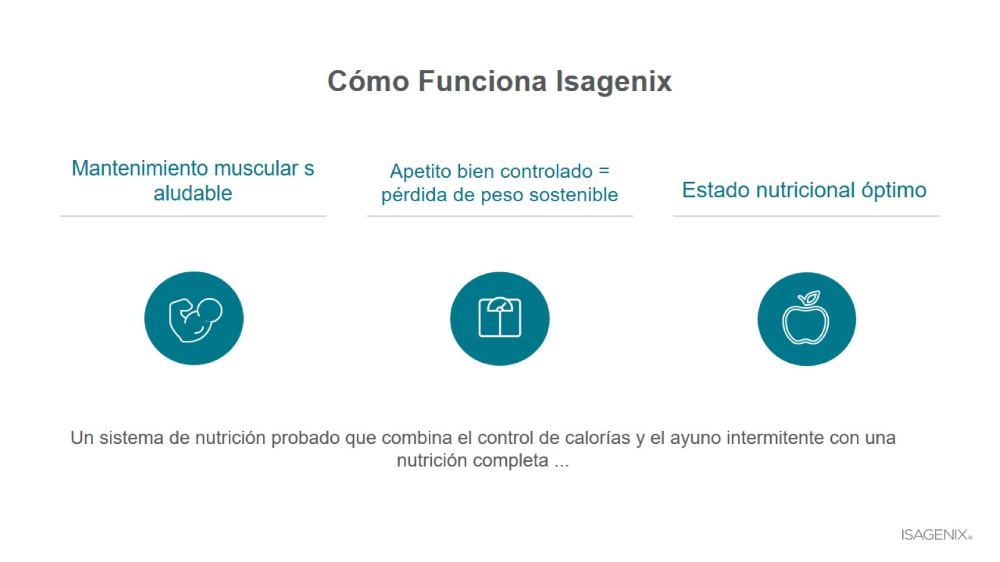 Cómo Funciona Isagenix
Mantenimiento muscular s
aludable
Apetito bien controlado =
pérdida de peso sostenible
Estado nutricional óptimo
Un sistema de nutrición probado que combina el control de calorías y el ayuno intermitente con una
nutrición completa ...
ISAGENIX®